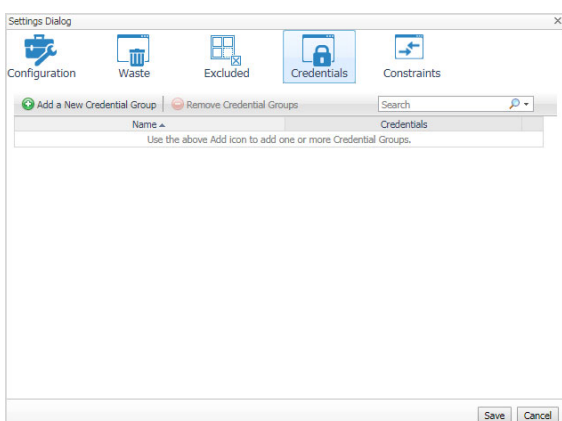 Settings Dialog
Configuration Waste Excluded Credentials Constraints
Add a New Credential Group Remove Credential Groups Search
Name Credentials
Use the above Add icon to add one or more Credential Groups.
Save Cancel